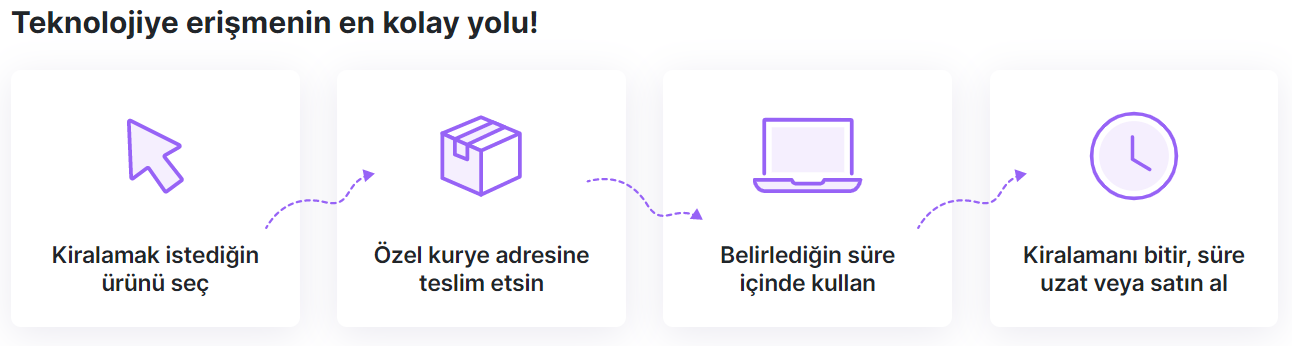 Teknolojiye erişmenin en kolay yolu!
Kiralamak istediğin
ürünü seç
Özel kurye adresine
teslim etsin
Belirlediğin süre
içinde kullan
Kiralamanı bitir, süre
uzat veya satın al